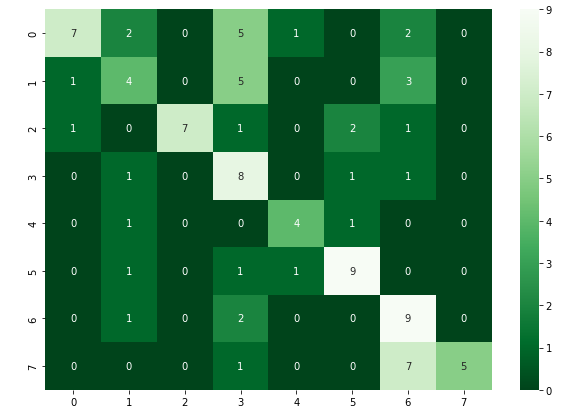 0 7 2 0 5 1 0 2 0
1 1 4 0 5 0 0 3 0
2 1 0 7 1 0 2 1 0
3 0 1 0 8 0 1 1 0
4 0 1 0 0 4 1 0 0
5 0 1 0 1 1 9 0 0
6 0 1 0 2 0 0 9 0
7 0 0 0 1 0 0 7 5
0 1 2 3 4 5 6 7
9
8
7
6
5
4
3
2
1
0